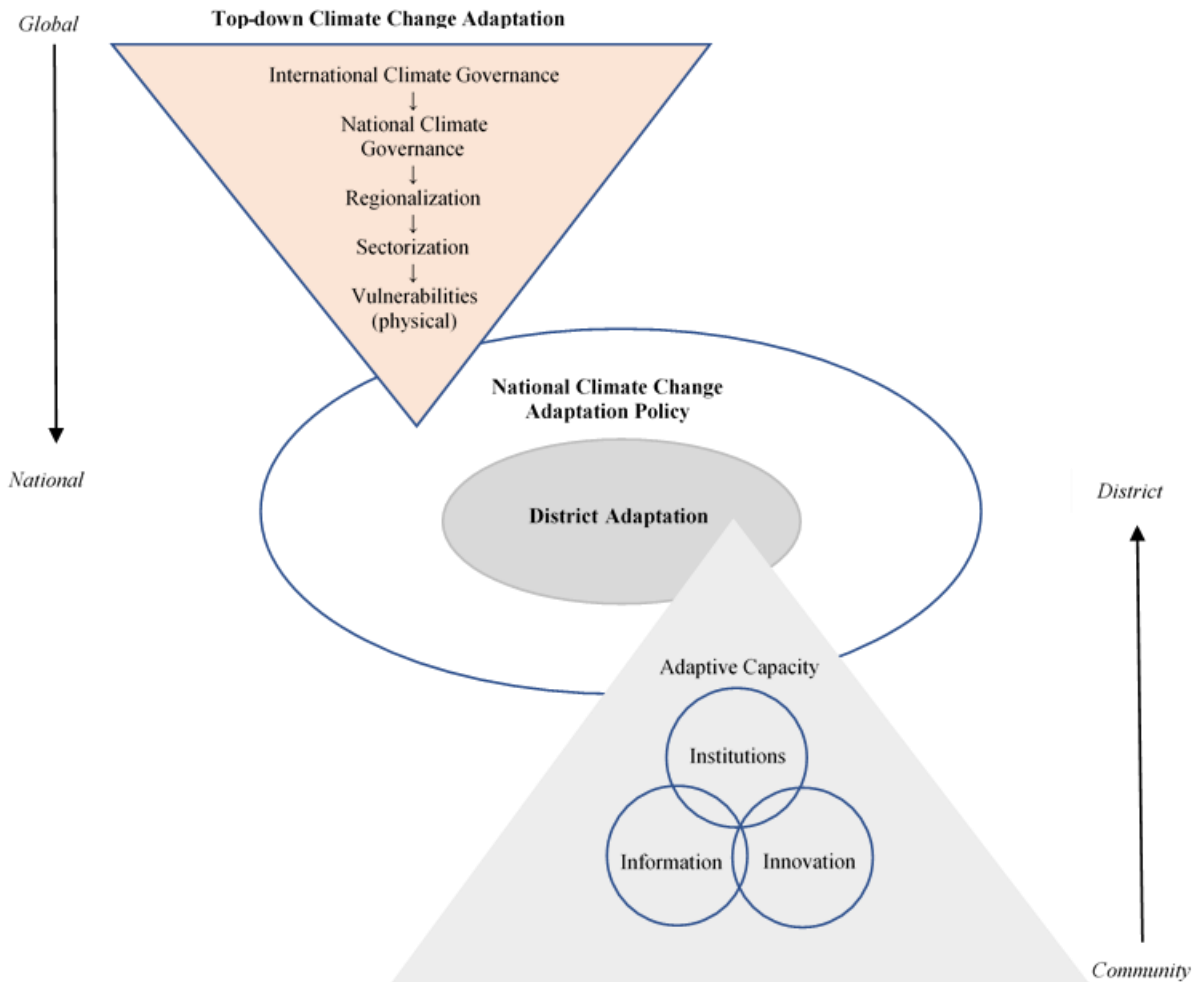 Global
Top-down Climate Change Adaptation
International Climate Governance
↓
National Climate
Governance
↓
Regionalization
↓
Sectorization
↓
Vulnerabilities
(physical)
National Climate Change
Adaptation Policy
National
District
District Adaptation
Adaptive Capacity
Institutions
Information
Innovation
Community